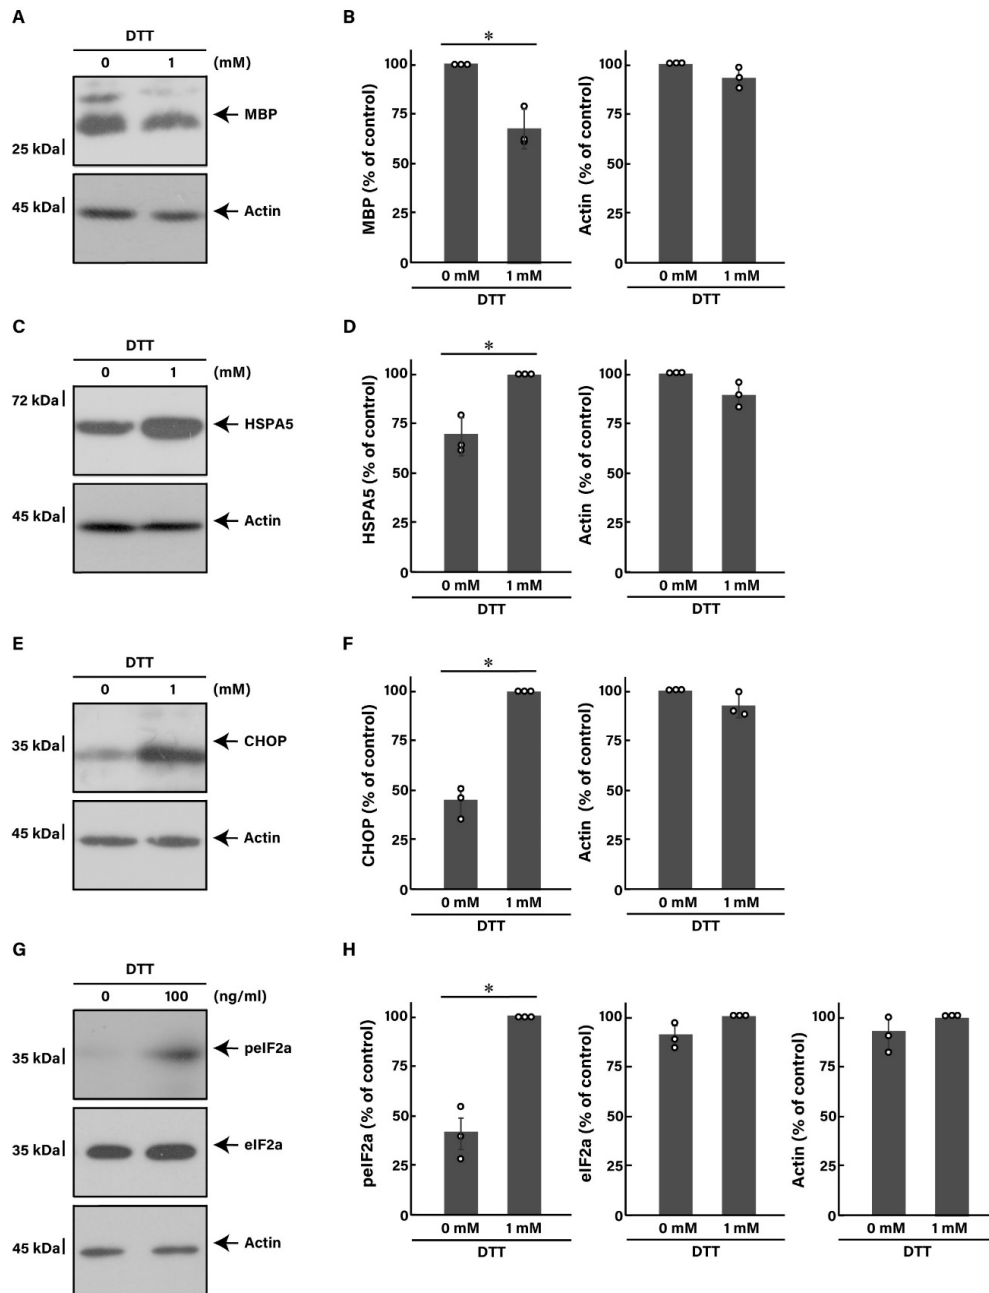 A
DTT
0 1 (mM)
MBP
25 kDa
45 kDa
Actin
B
*
MBP (% of control)
100
75
50
25
0
0 mM 1 mM
DTT
Actin (% of control)
100
75
50
25
0
0 mM 1 mM
DTT
C
DTT
0 1 (mM)
72 kDa
HSPA5
45 kDa
Actin
D
*
HSPA5 (% of control)
100
75
50
25
0
0 mM 1 mM
DTT
Actin (% of control)
100
75
50
25
0
0 mM 1 mM
DTT
E
DTT
0 1 (mM)
35 kDa
CHOP
45 kDa
Actin
F
*
CHOP (% of control)
100
75
50
25
0
0 mM 1 mM
DTT
Actin (% of control)
100
75
50
25
0
0 mM 1 mM
DTT
G
DTT
0 100 (ng/ml)
35 kDa
peIF2a
35 kDa
eIF2a
45 kDa
Actin
H
*
peIF2a (% of control)
100
75
50
25
0
0 mM 1 mM
DTT
eIF2a (% of control)
100
75
50
25
0
0 mM 1 mM
DTT
Actin (% of control)
100
75
50
25
0
0 mM 1 mM
DTT